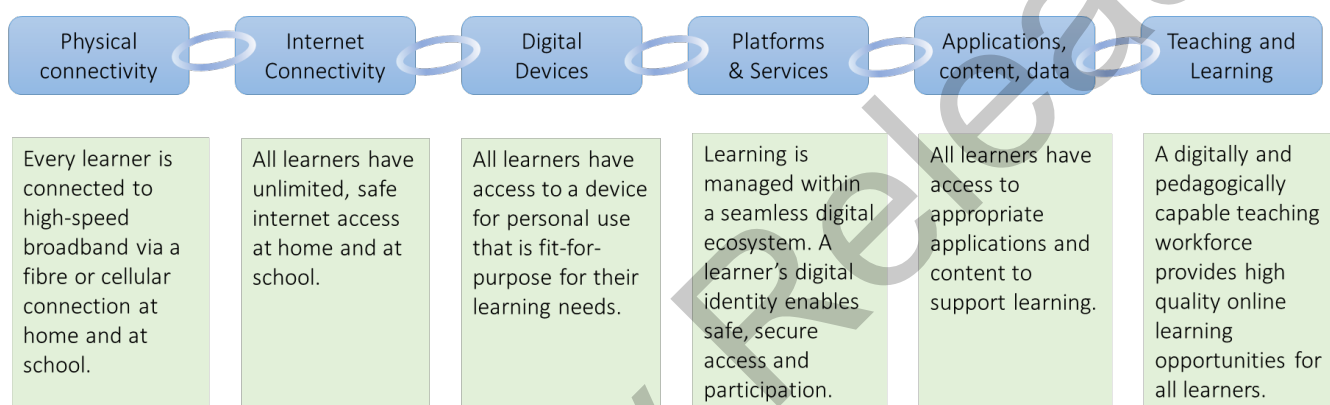 Physical
connectivity
Internet
Connectivity
Digital
Devices
Platforms
& Services
Applications,
content, data
Teaching and
Learning
Every learner is
connected to
high-speed
broadband via a
fibre or cellular
connection at
home and at
school.
All learners have
unlimited, safe
internet access
at home and at
school.
All learners have
access to a device
for personal use
that is fit-for-
purpose for their
learning needs.
Learning is
managed within
a seamless digital
ecosystem. A
learner's digital
identity enables
safe, secure
access and
participation.
All learners have
access to
appropriate
applications and
content to
support learning.
A digitally and
pedagogically
capable teaching
workforce
provides high
quality online
learning
opportunities for
all learners.